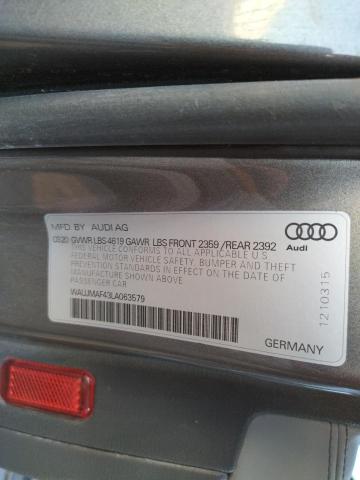 MFD. BY AUDI AG
05/20 GVWR LBS 4619 GAWR LBS FRONT 2359 / REAR 2392
THIS VEHICLE CONFORMS TO ALL APPLICABLE U.S
FEDERAL MOTOR VEHICLE SAFETY, BUMPER AND THEFT
PREVENTION STANDARDS IN EFFECT ON THE DATE OF
MANUFACTURE SHOWN ABOVE
PASSENGER CAR
WAUJMAF43LA063579
Audi
1210315
GERMANY